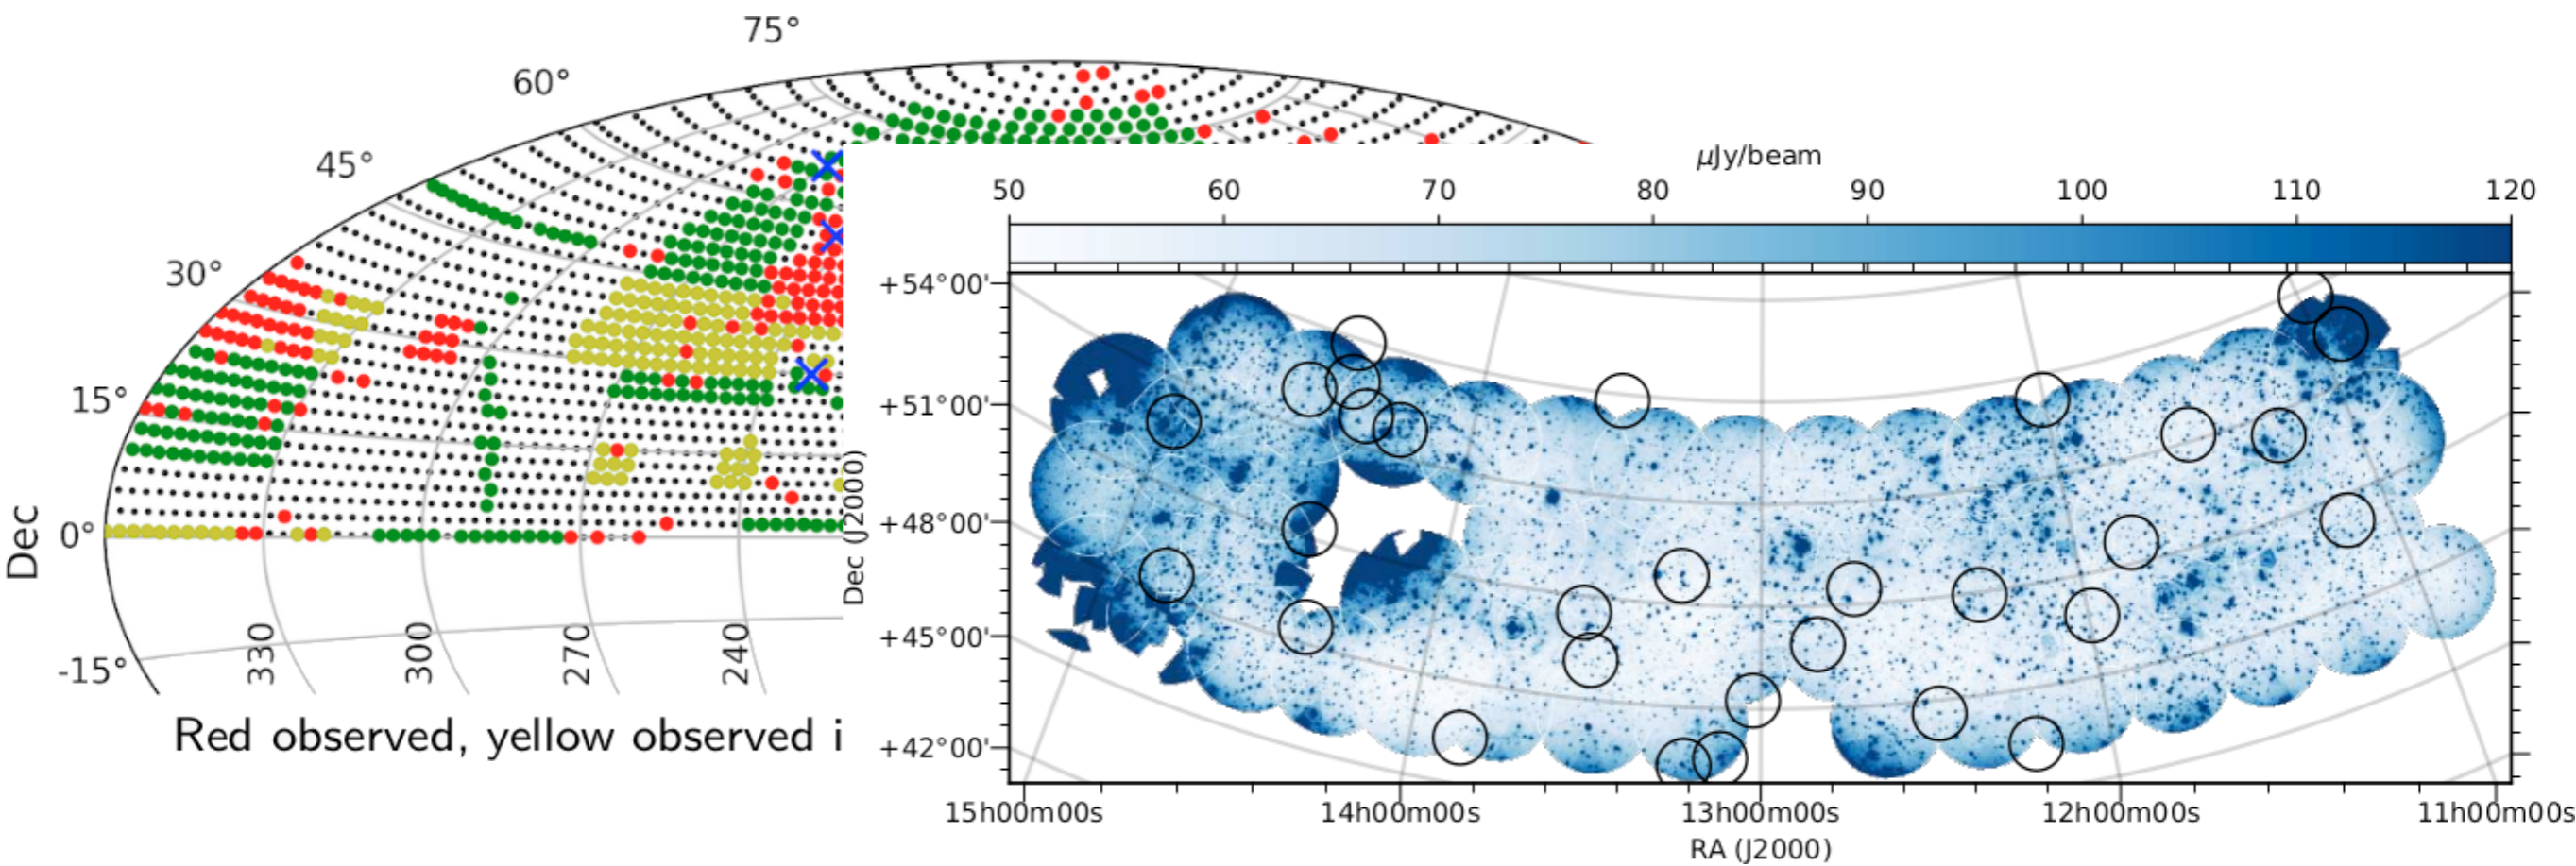 75°
60°
45°
30°
15°
0°
-15°
Dec
330
300
270
240
Red observed, yellow observed i
μJy/beam
50 60 70 80 90 100 110 120
+54°00'
+51°00'
+48°00'
+45°00'
+42°00'
Dec (J2000)
15h00m00s 14h00m00s 13h00m00s 12h00m00s 11h00m00s
RA (J2000)